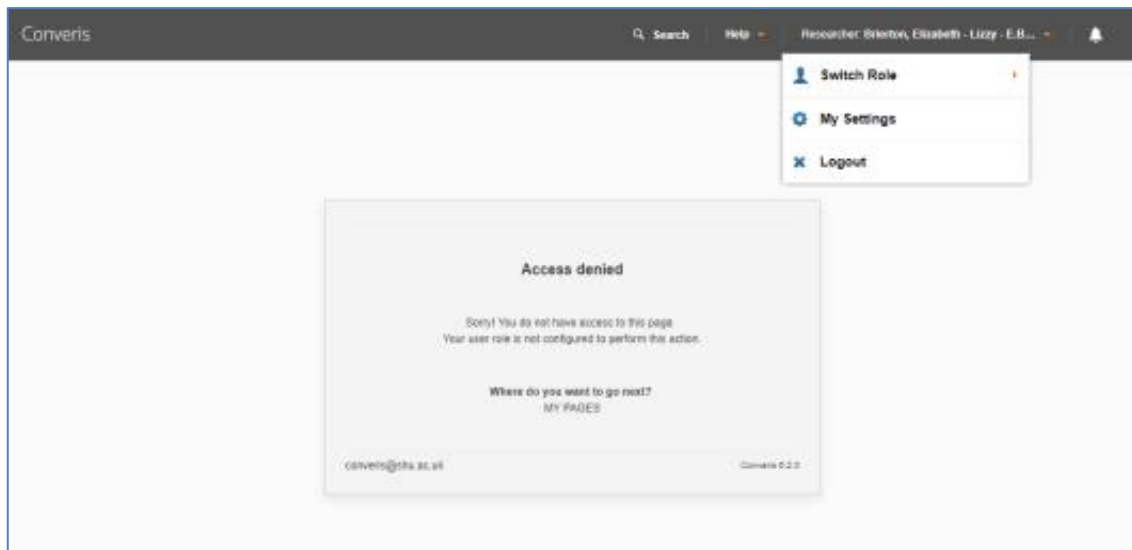 Converis
Search
Help
Researcher: Brierton, Elizabeth - Lizzy - E.B...
Switch Role
My Settings
Logout
Access denied
Sorry! You do not have access to this page
Your user role is not configured to perform this action.
Where do you want to go next?
MY PAGES
converis@shu.ac.uk
Converis